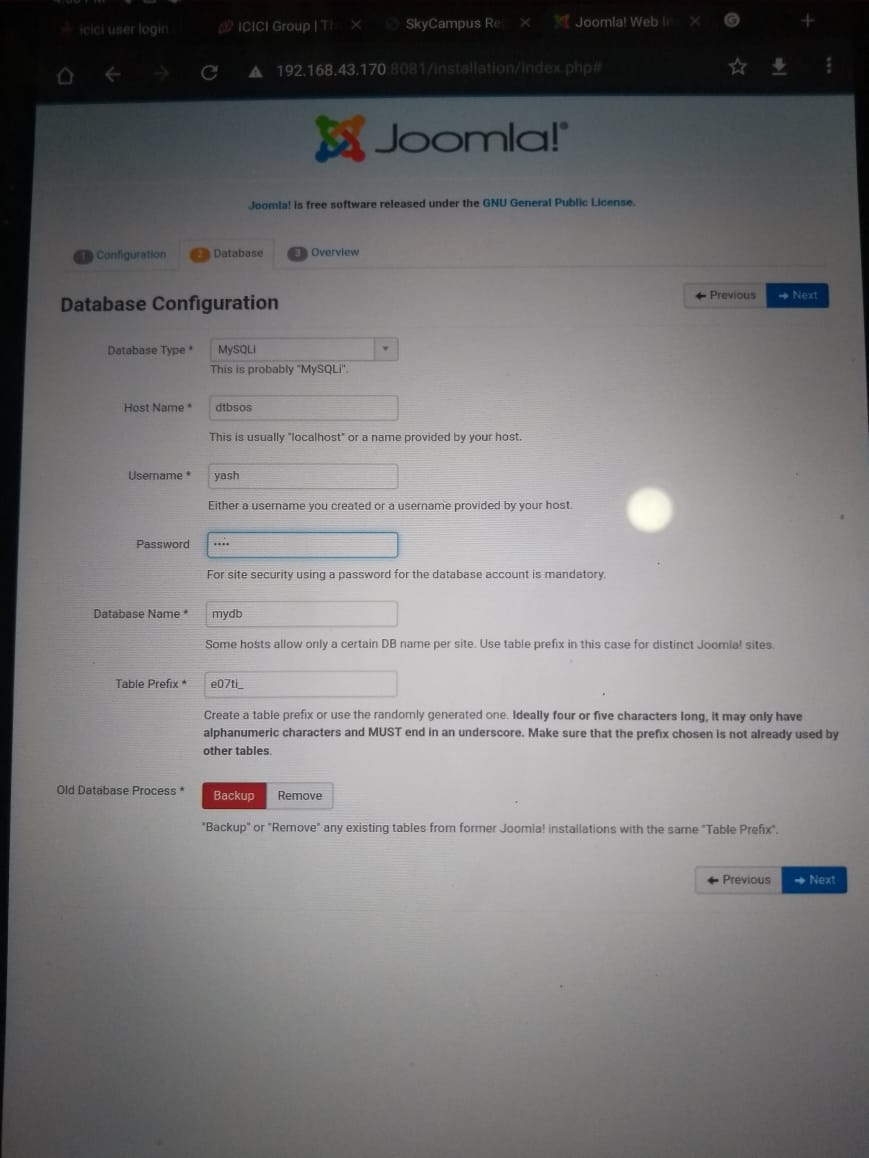 icici user login
ICICI Group | Th
SkyCampus Re
Joomla! Web In
192.168.43.170:8081/installation/index.php#
Joomla!®
Joomla! is free software released under the GNU General Public License.
1 Configuration
2 Database
3 Overview
Database Configuration
Previous
Next
Database Type *
MySQLi
This is probably "MySQLi".
Host Name *
dtbsos
This is usually "localhost" or a name provided by your host.
Username *
yash
Either a username you created or a username provided by your host.
Password
••••
For site security using a password for the database account is mandatory.
Database Name *
mydb
Some hosts allow only a certain DB name per site. Use table prefix in this case for distinct Joomla! sites.
Table Prefix *
e07ti_
Create a table prefix or use the randomly generated one. Ideally four or five characters long, it may only have
alphanumeric characters and MUST end in an underscore. Make sure that the prefix chosen is not already used by
other tables.
Old Database Process *
Backup
Remove
"Backup" or "Remove" any existing tables from former Joomla! installations with the same "Table Prefix".
Previous
Next